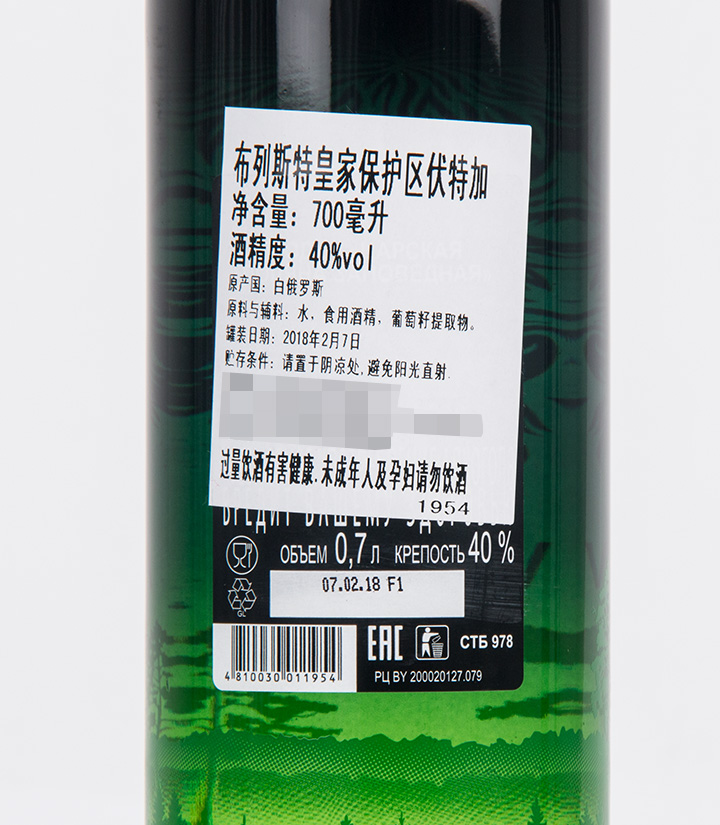 布列斯特皇家保护区伏特加
净含量：700毫升
酒精度：40%vol
原产国：白俄罗斯
原料与辅料：水、食用酒精，葡萄籽提取物。
罐装日期：2018年2月7日
贮存条件：请置于阴凉处,避免阳光直射.
过量饮酒有害健康.未成年人及孕妇请勿饮酒
1954
ОБЪЕМ 0,7 л КРЕПОСТЬ 40 %
07.02.18 F1
GL
EAC СТБ 978
4 810030 011954
РЦ BY 200020127.079